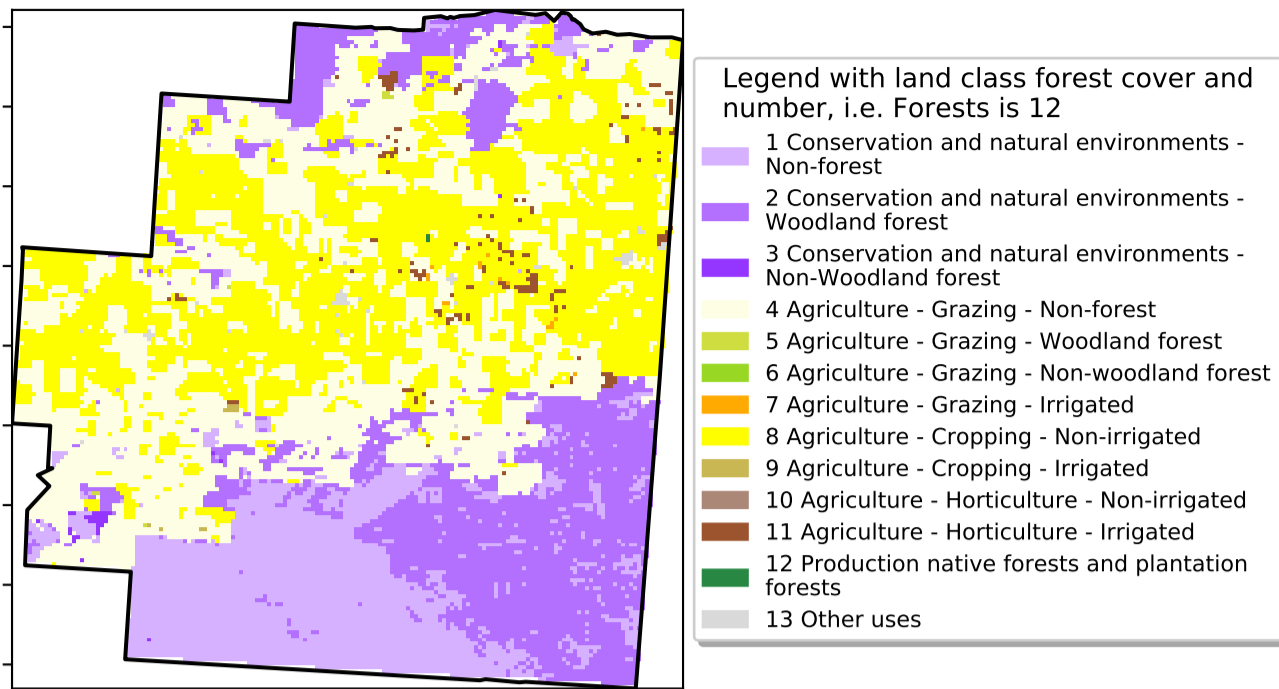 Legend with land class forest cover and
number, i.e. Forests is 12
1 Conservation and natural environments -
Non-forest
2 Conservation and natural environments -
Woodland forest
3 Conservation and natural environments -
Non-Woodland forest
4 Agriculture - Grazing - Non-forest
5 Agriculture - Grazing - Woodland forest
6 Agriculture - Grazing - Non-woodland forest
7 Agriculture - Grazing - Irrigated
8 Agriculture - Cropping - Non-irrigated
9 Agriculture - Cropping - Irrigated
10 Agriculture - Horticulture - Non-irrigated
11 Agriculture - Horticulture - Irrigated
12 Production native forests and plantation
forests
13 Other uses